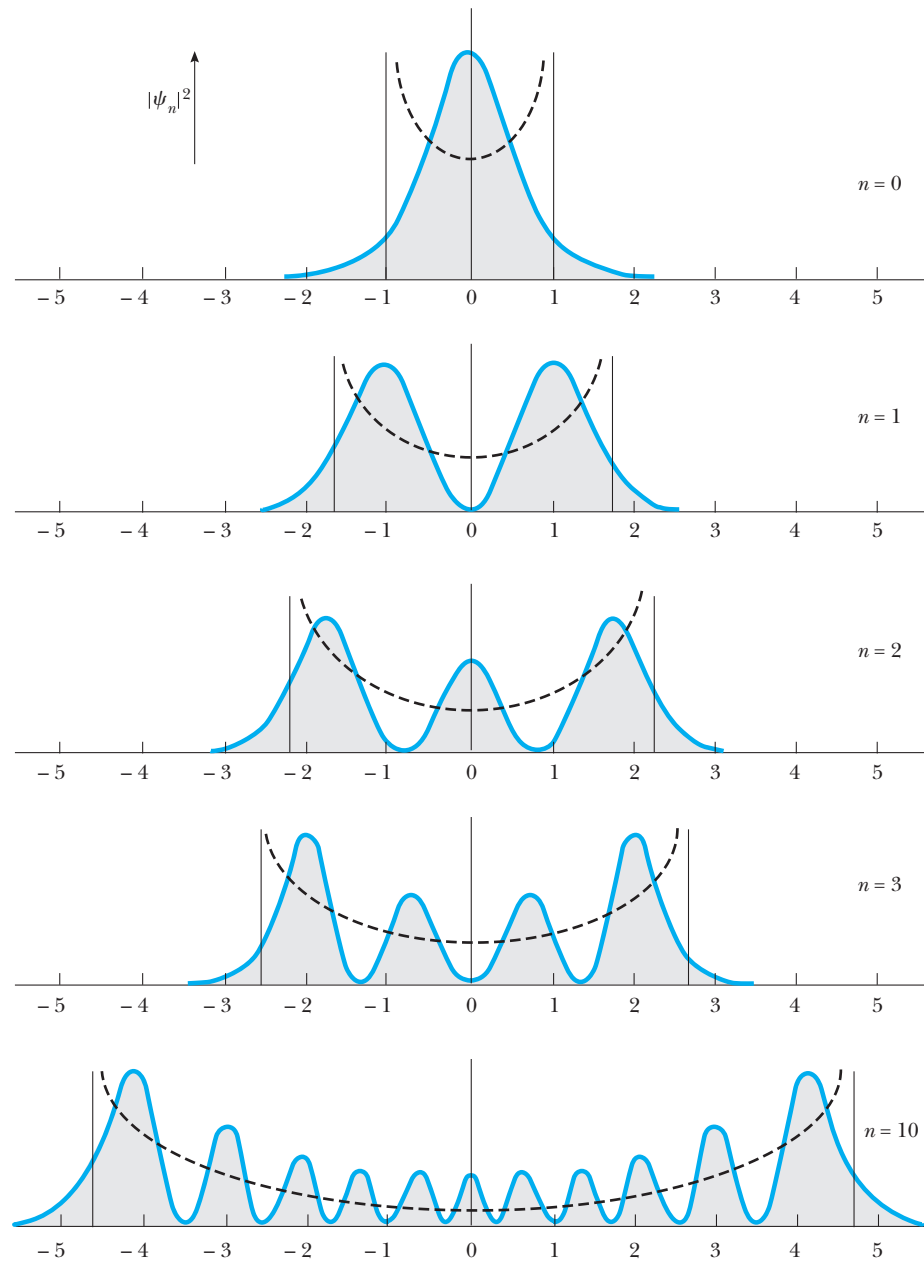 |ψn|²
n = 0
– 5 – 4 – 3 – 2 – 1 0 1 2 3 4 5
n = 1
– 5 – 4 – 3 – 2 – 1 0 1 2 3 4 5
n = 2
– 5 – 4 – 3 – 2 – 1 0 1 2 3 4 5
n = 3
– 5 – 4 – 3 – 2 – 1 0 1 2 3 4 5
n = 10
– 5 – 4 – 3 – 2 – 1 0 1 2 3 4 5